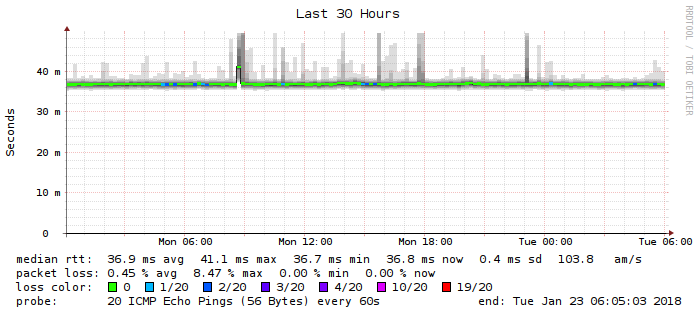 Last 30 Hours
RRDTOOL / TOBI OETIKER
Seconds
40 m
30 m
20 m
10 m
0
Mon 06:00 Mon 12:00 Mon 18:00 Tue 00:00 Tue 06:00
median rtt: 36.9 ms avg 41.1 ms max 36.7 ms min 36.8 ms now 0.4 ms sd 103.8 am/s
packet loss: 0.45 % avg 8.47 % max 0.00 % min 0.00 % now
loss color: 0 1/20 2/20 3/20 4/20 10/20 19/20
probe: 20 ICMP Echo Pings (56 Bytes) every 60s end: Tue Jan 23 06:05:03 2018